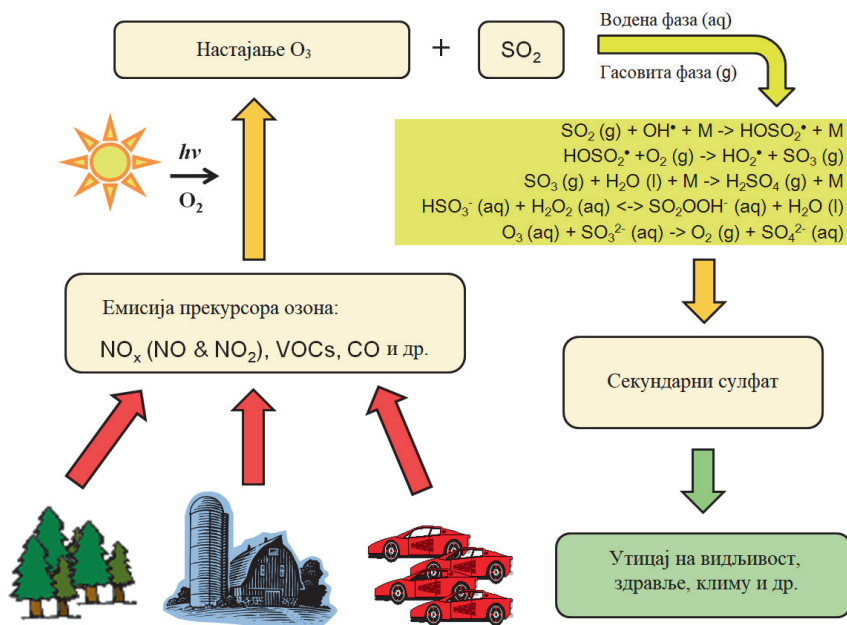 Настајање O₃
+
SO₂
Водена фаза (aq)
Гасовита фаза (g)
hν
O₂
SO₂ (g) + OH• + M -> HOSO₂• + M
HOSO₂• +O₂ (g) -> HO₂• + SO₃ (g)
SO₃ (g) + H₂O (l) + M -> H₂SO₄ (g) + M
HSO₃⁻ (aq) + H₂O₂ (aq) <-> SO₂OOH⁻ (aq) + H₂O (l)
O₃ (aq) + SO₃²⁻ (aq) -> O₂ (g) + SO₄²⁻ (aq)
Емисија прекурсора озона:
NOₓ (NO & NO₂), VOCs, CO и др.
Секундарни сулфат
Утицај на видљивост,
здравље, климу и др.